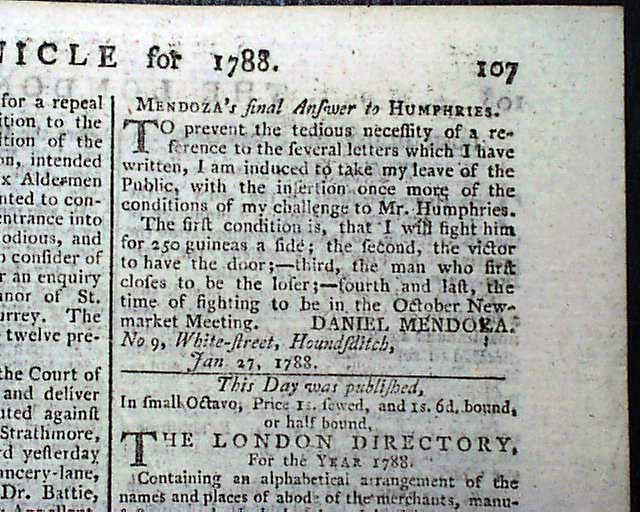 NICLE for 1788.
107
for a repeal
ition to the
ition of the
on, intended
x Aldermen
nted to con-
entrance into
odious, and
o consider of
r an enquiry
anor of St.
urrey. The
twelve pre-
the Court of
and deliver
uted against
Strathmore,
rd yesterday
ancery-lane,
Dr. Battie,
Appellant
MENDOZA's final Anſwer to HUMPHRIES.
TO prevent the tedious neceſſity of a re-
ference to the ſeveral letters which I have
written, I am induced to take my leave of the
Public, with the inſertion once more of the
conditions of my challenge to Mr. Humphries.
The firſt condition is, that I will fight him
for 250 guineas a ſide; the ſecond, the victor
to have the door;—third, the man who firſt
cloſes to be the loſer;—fourth and laſt, the
time of fighting to be in the October New-
market Meeting. DANIEL MENDOZA.
No 9, White-ſtreet, Houndſditch,
Jan. 27, 1788.
This Day was publiſhed,
In ſmall Octavo, Price 1s. ſewed, and 1s. 6d. bound,
or half bound,
THE LONDON DIRECTORY,
For the YEAR 1788.
Containing an alphabetical arrangement of the
names and places of abode of the merchants, manu-